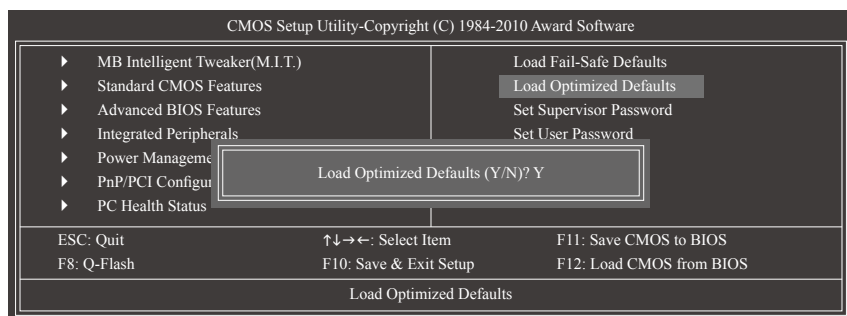 CMOS Setup Utility-Copyright (C) 1984-2010 Award Software
MB Intelligent Tweaker(M.I.T.)
Standard CMOS Features
Advanced BIOS Features
Integrated Peripherals
Power Manageme
PnP/PCI Configur
PC Health Status
Load Fail-Safe Defaults
Load Optimized Defaults
Set Supervisor Password
Set User Password
Load Optimized Defaults (Y/N)? Y
ESC: Quit
↑↓→←: Select Item
F11: Save CMOS to BIOS
F8: Q-Flash
F10: Save & Exit Setup
F12: Load CMOS from BIOS
Load Optimized Defaults